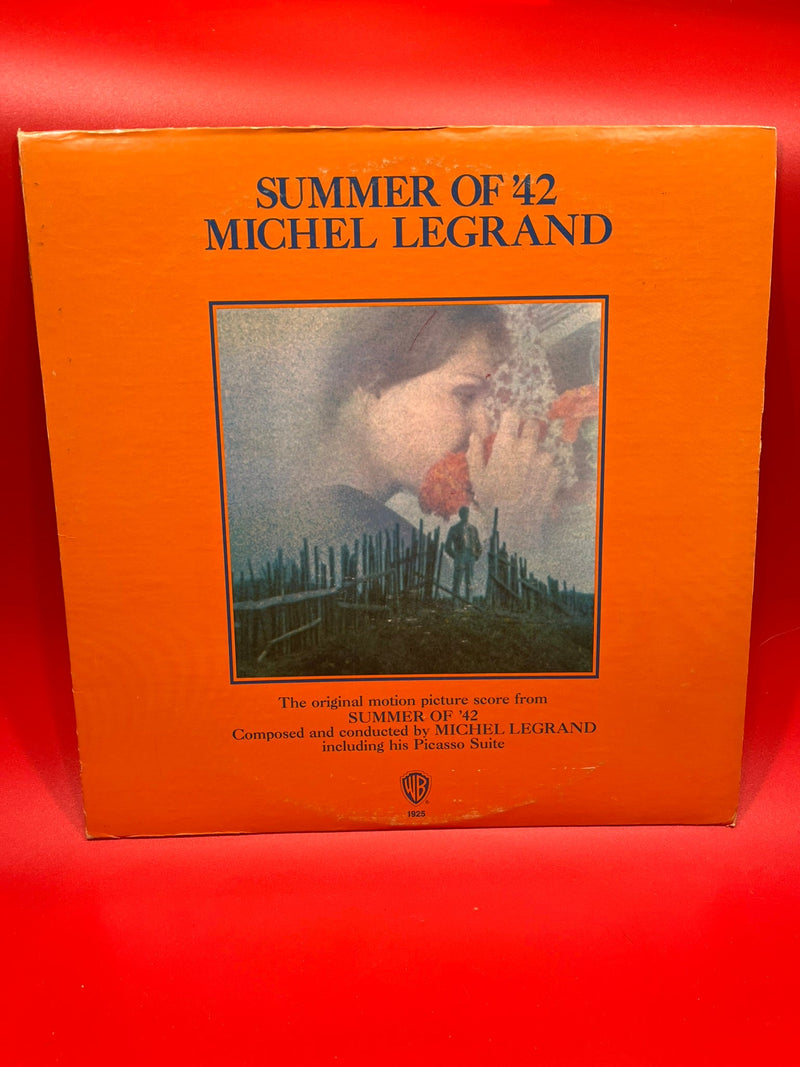 SUMMER OF '42
MICHEL LEGRAND
The original motion picture score from
SUMMER OF '42
Composed and conducted by MICHEL LEGRAND
including his Picasso Suite
WB
1925